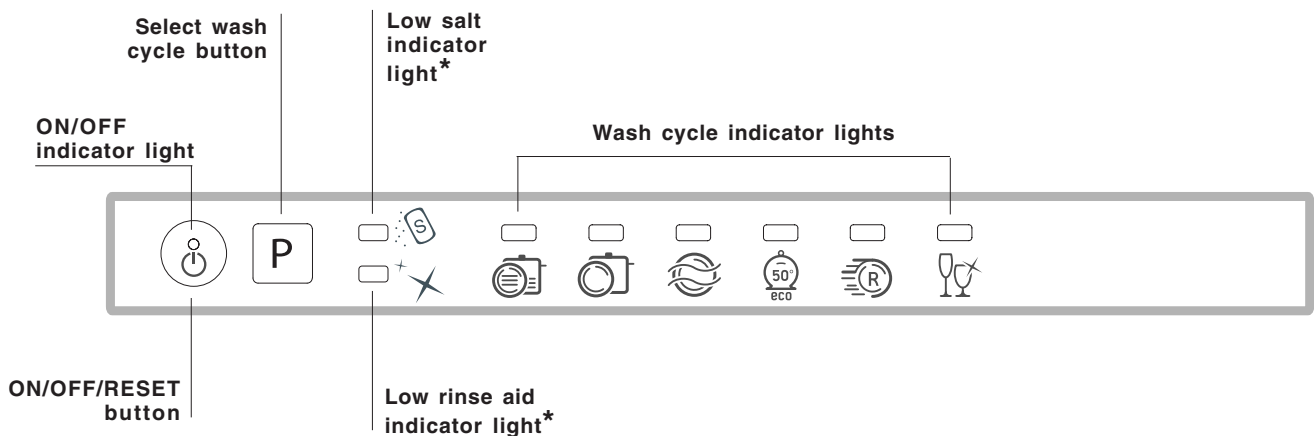 Select wash
cycle button
Low salt
indicator
light*
ON/OFF
indicator light
Wash cycle indicator lights
P
S
50°
eco
R
ON/OFF/RESET
button
Low rinse aid
indicator light*